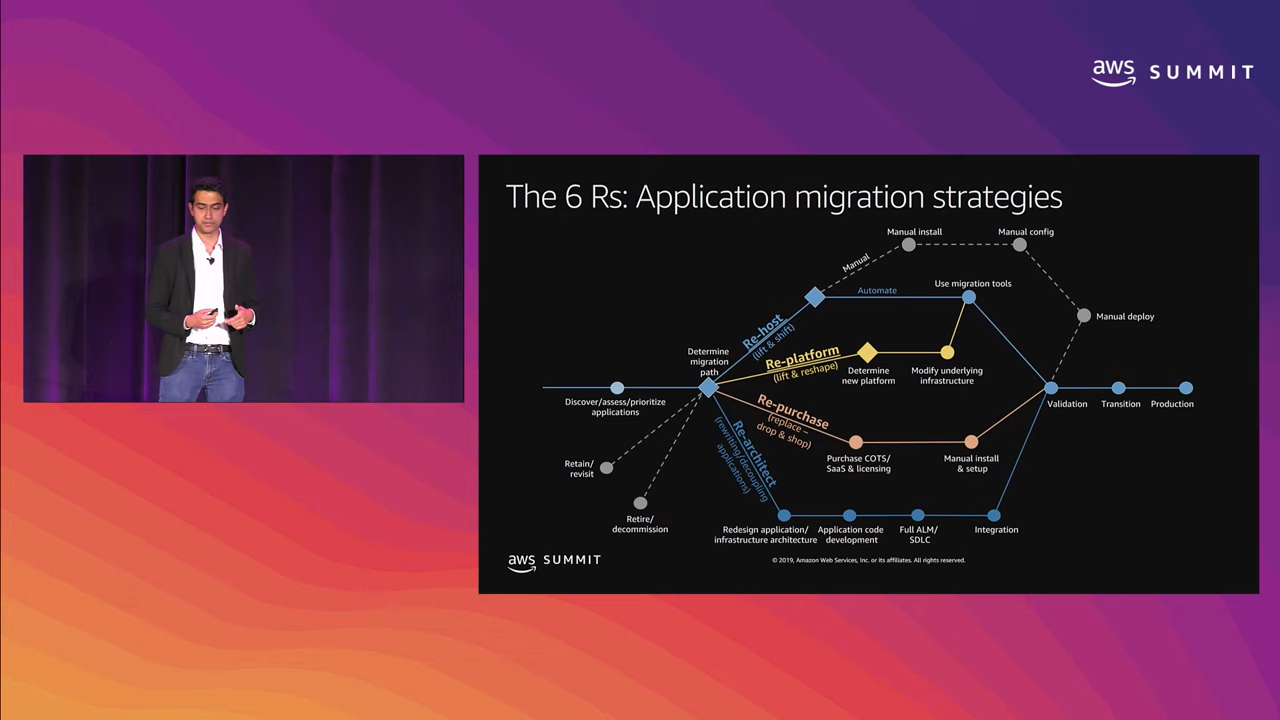 aws SUMMIT
The 6 Rs: Application migration strategies
Manual install
Manual config
Manual
Automate
Use migration tools
Manual deploy
Re-host
(lift & shift)
Determine
migration
path
Re-platform
(lift & reshape)
Determine
new platform
Modify underlying
infrastructure
Discover/assess/prioritize
applications
Re-purchase
(replace –
drop & shop)
Validation
Transition
Production
Re-architect
(rewriting/decoupling
applications)
Purchase COTS/
SaaS & licensing
Manual install
& setup
Retain/
revisit
Retire/
decommission
Redesign application/
infrastructure architecture
Application code
development
Full ALM/
SDLC
Integration
aws SUMMIT
© 2019, Amazon Web Services, Inc. or its affiliates. All rights reserved.